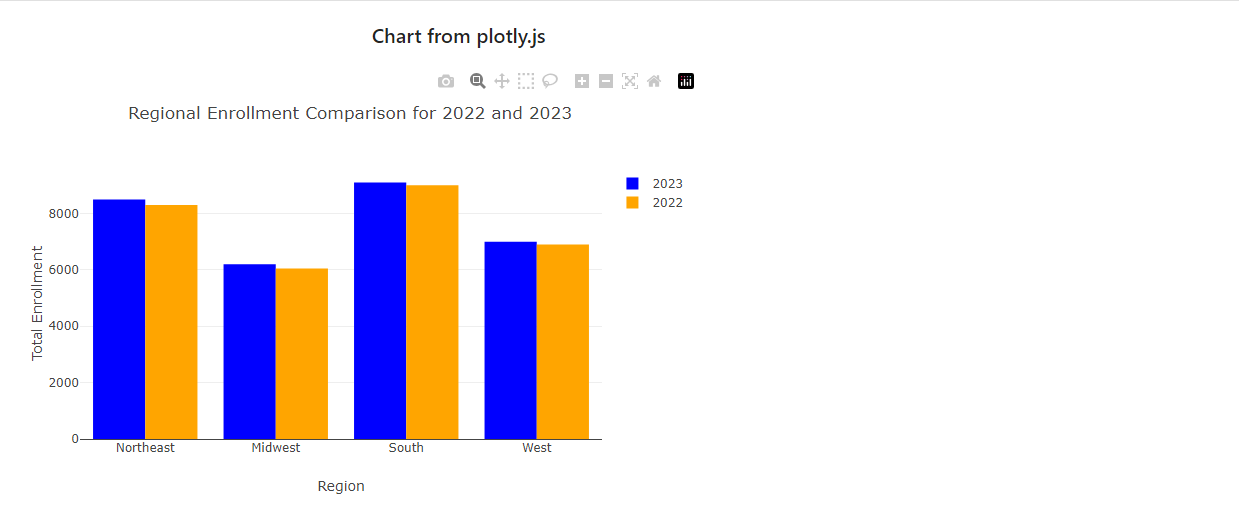 Chart from plotly.js
Regional Enrollment Comparison for 2022 and 2023
2023
2022
Total Enrollment
8000
6000
4000
2000
0
Northeast Midwest South West
Region